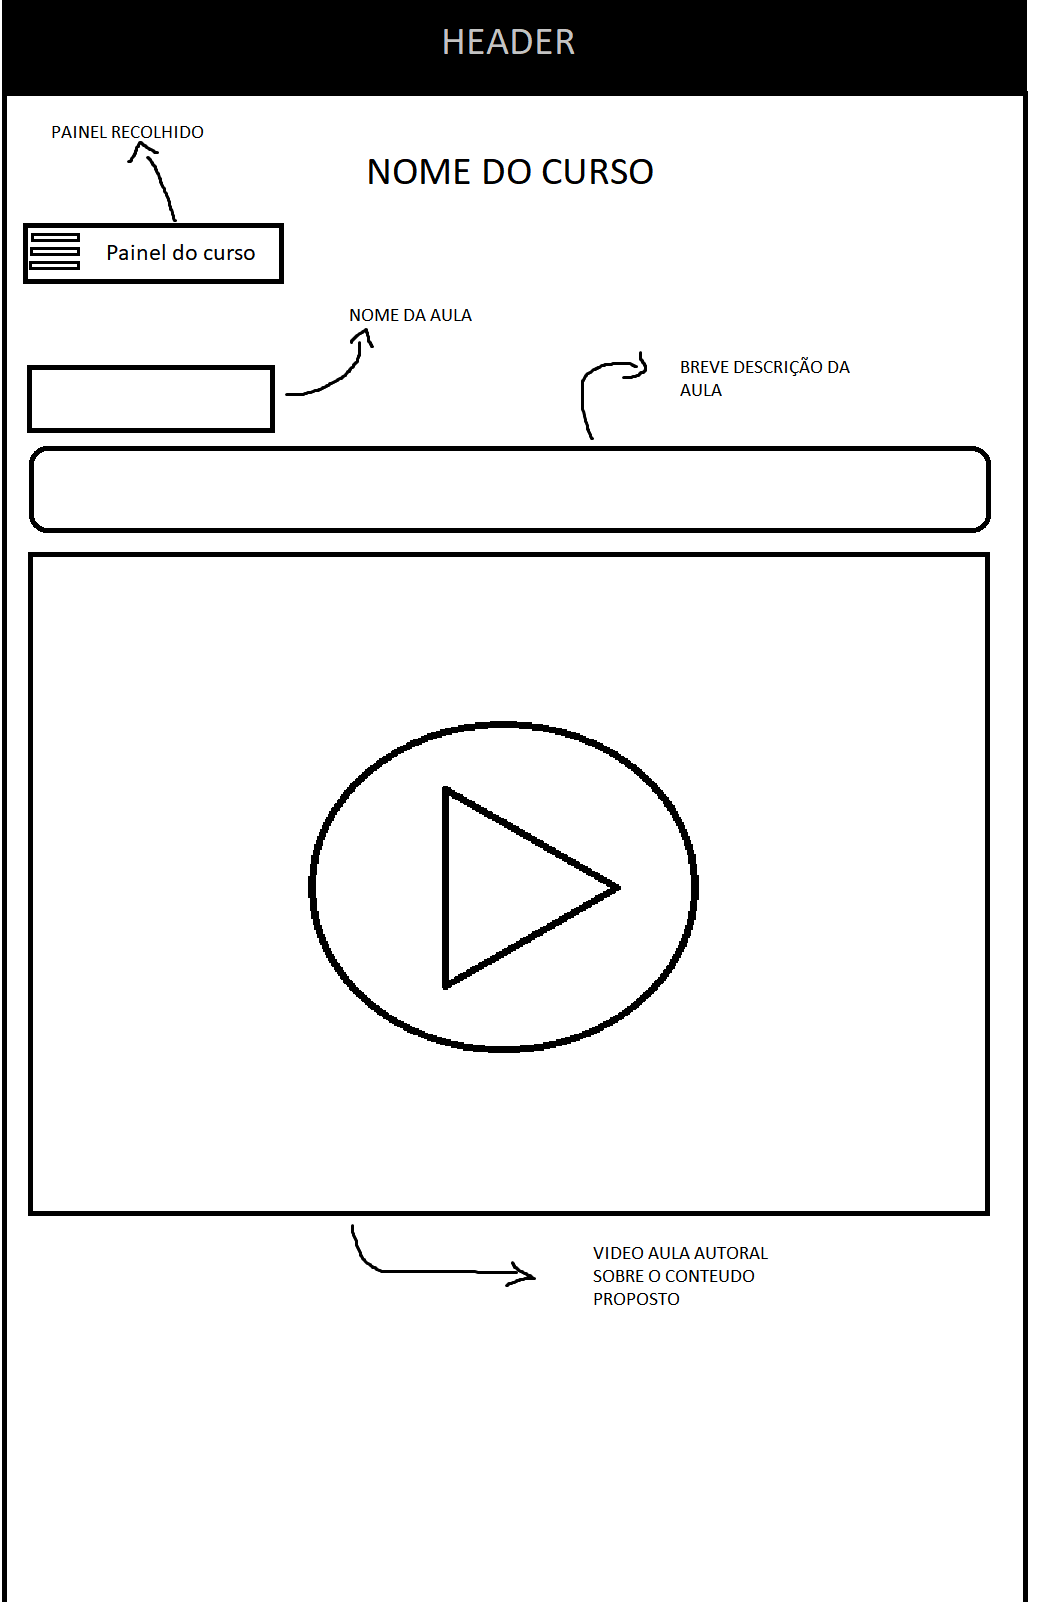 HEADER
PAINEL RECOLHIDO
NOME DO CURSO
Painel do curso
NOME DA AULA
BREVE DESCRIÇÃO DA
AULA
VIDEO AULA AUTORAL
SOBRE O CONTEUDO
PROPOSTO